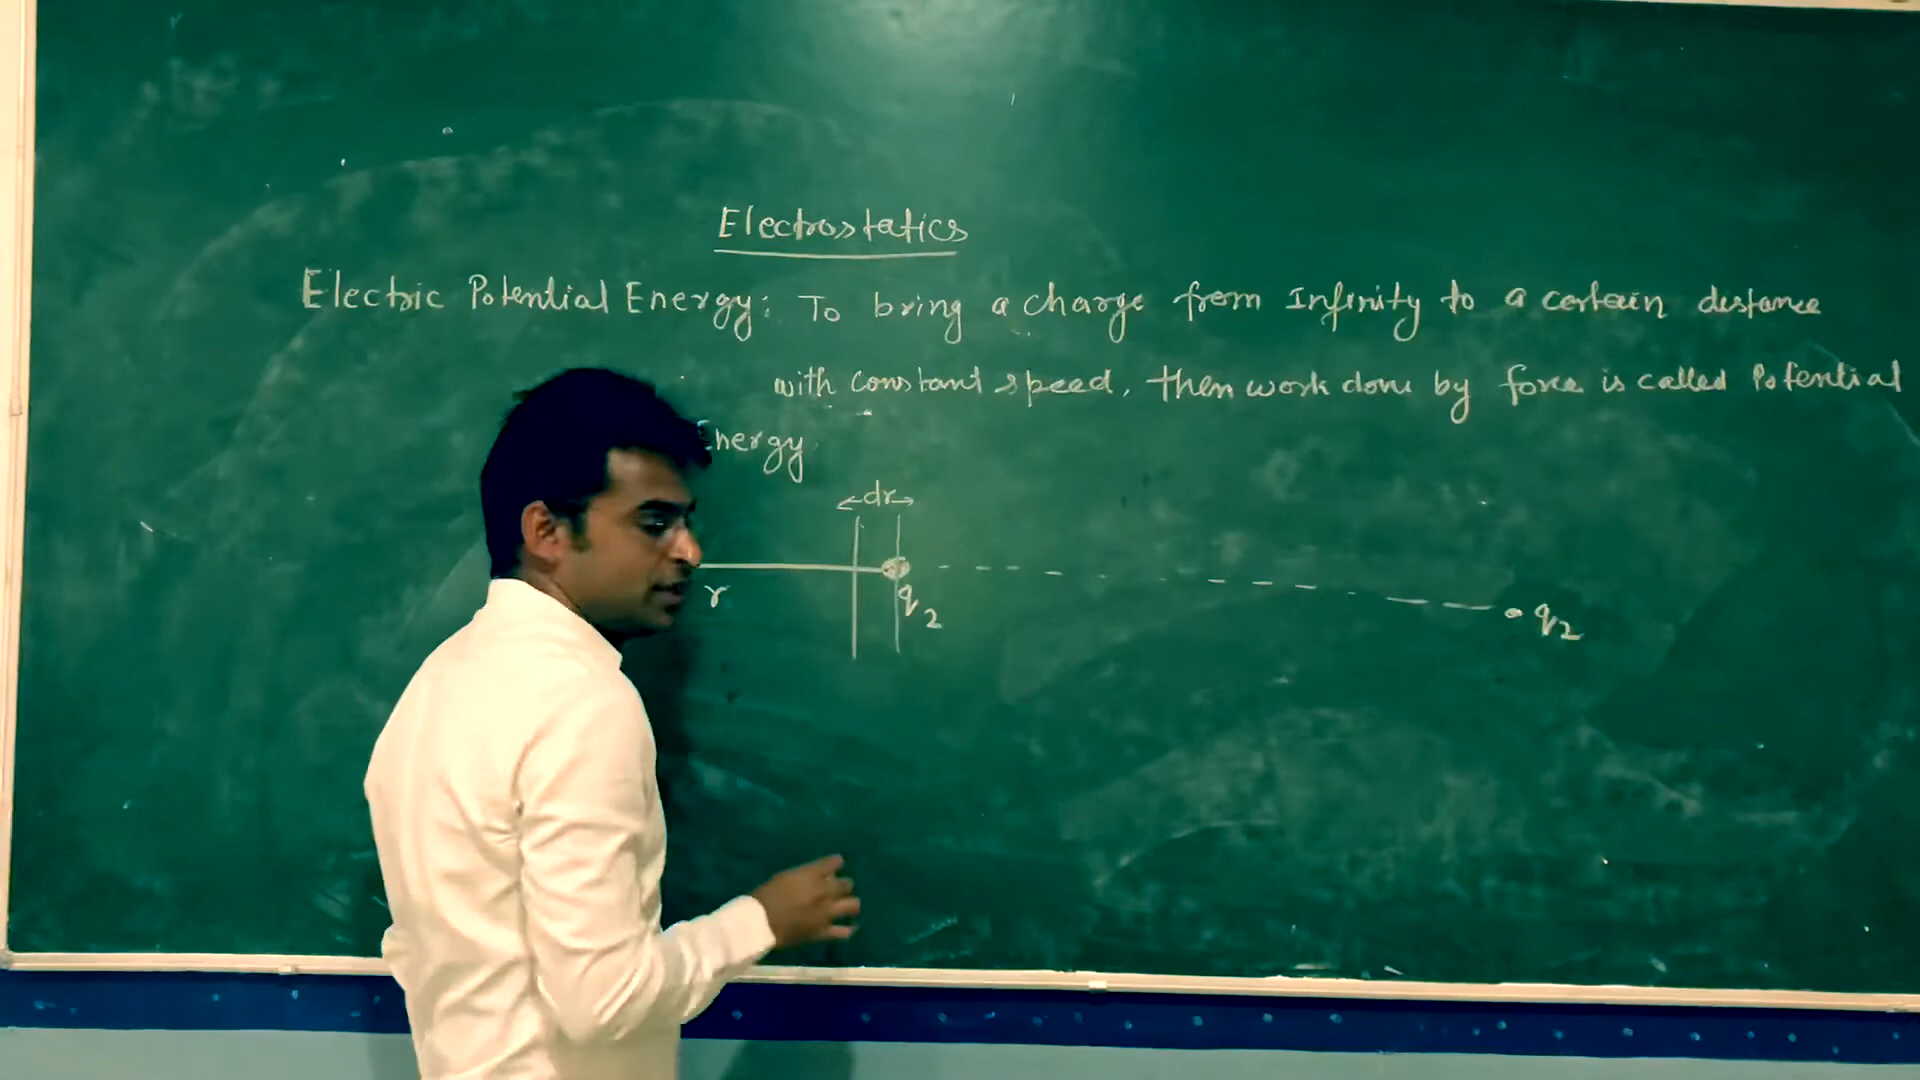 Electrostatics
Electric Potential Energy: To bring a charge from Infinity to a certain distance
with constant speed, then work done by force is called Potential
Energy
dr
r
q2
q2